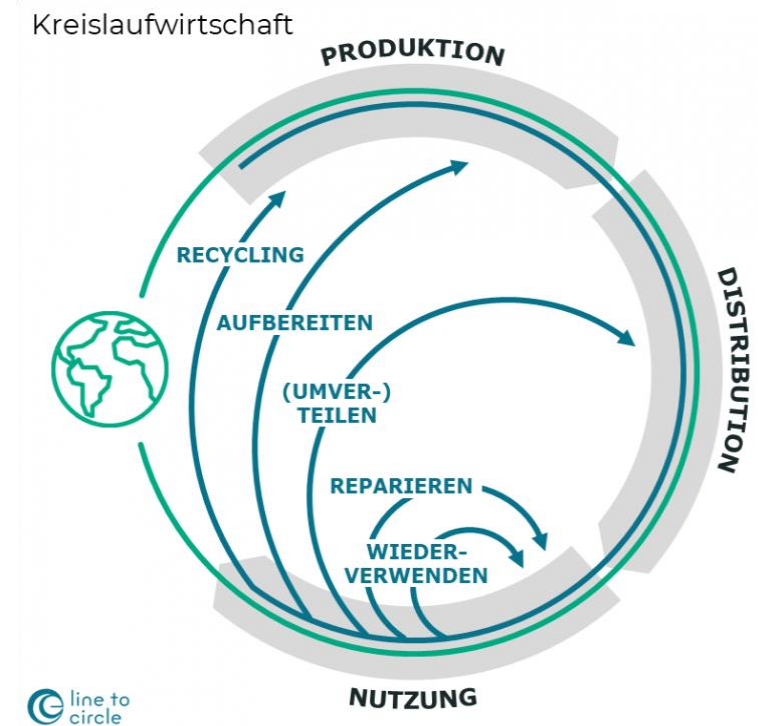 Kreislaufwirtschaft
PRODUKTION
RECYCLING
AUFBEREITEN
DISTRIBUTION
(UMVER-)
TEILEN
REPARIEREN
WIEDER-
VERWENDEN
NUTZUNG
line to
circle